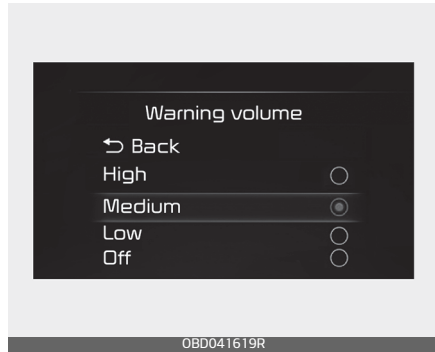 Warning volume
⮌ Back
High
Medium
Low
Off
OBD041619R